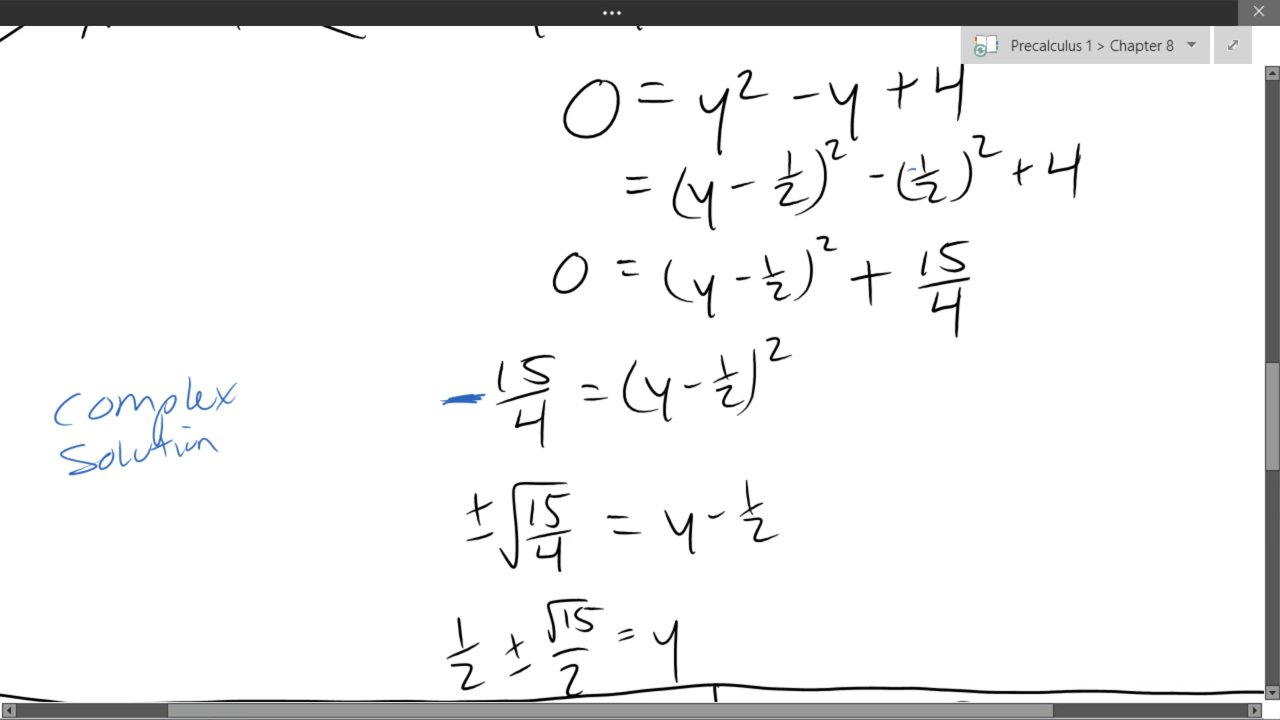 Precalculus 1 > Chapter 8
0 = y² - y + 4
= (y - 1/2)² - (1/2)² + 4
0 = (y - 1/2)² + 15/4
- 15/4 = (y - 1/2)²
Complex
Solution
± √(15/4) = y - 1/2
1/2 ± √15/2 = y